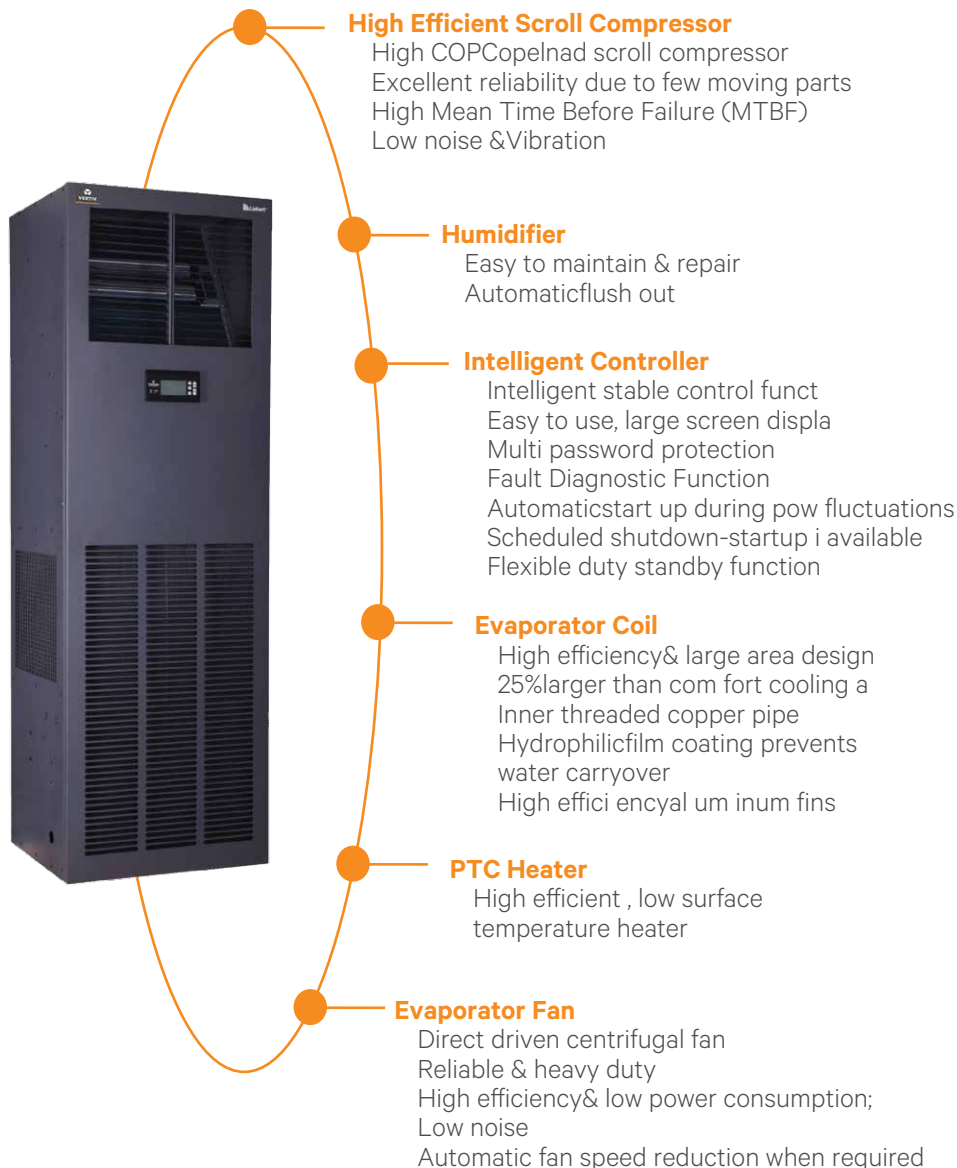 High Efficient Scroll Compressor
High COPCopelnad scroll compressor
Excellent reliability due to few moving parts
High Mean Time Before Failure (MTBF)
Low noise &Vibration
VERTIV
Liebert
Humidifier
Easy to maintain & repair
Automaticflush out
Intelligent Controller
Intelligent stable control funct
Easy to use, large screen displa
Multi password protection
Fault Diagnostic Function
Automaticstart up during pow fluctuations
Scheduled shutdown-startup i available
Flexible duty standby function
Evaporator Coil
High efficiency& large area design
25%larger than com fort cooling a
Inner threaded copper pipe
Hydrophilicfilm coating prevents
water carryover
High effici encyal um inum fins
PTC Heater
High efficient , low surface
temperature heater
Evaporator Fan
Direct driven centrifugal fan
Reliable & heavy duty
High efficiency& low power consumption;
Low noise
Automatic fan speed reduction when required